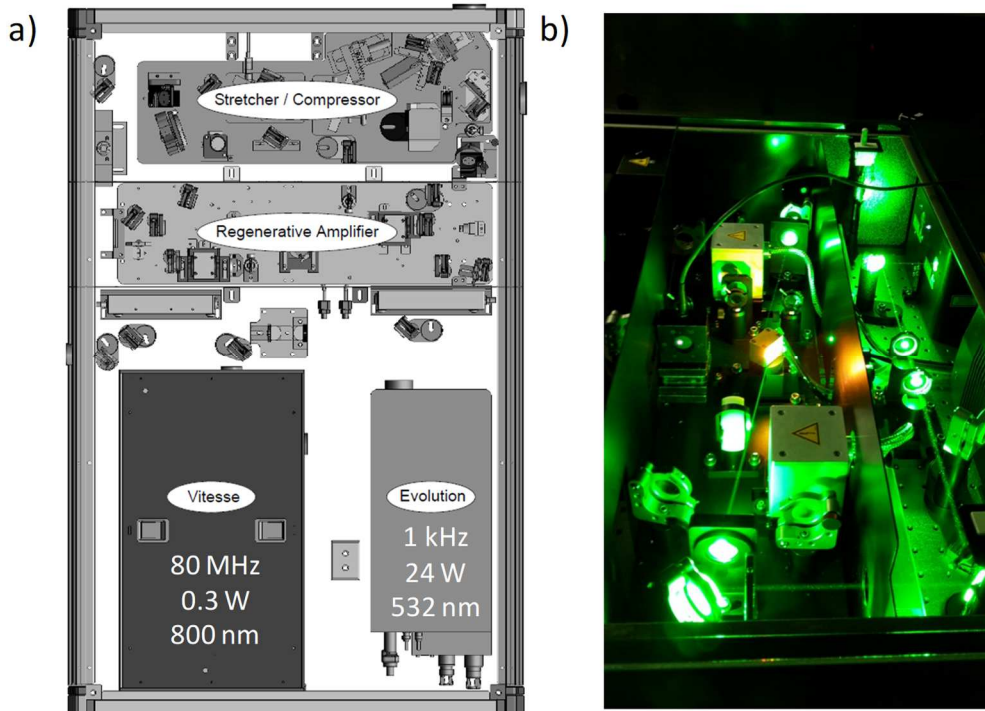 a)
b)
Stretcher / Compressor
Regenerative Amplifier
Vitesse
80 MHz
0.3 W
800 nm
Evolution
1 kHz
24 W
532 nm